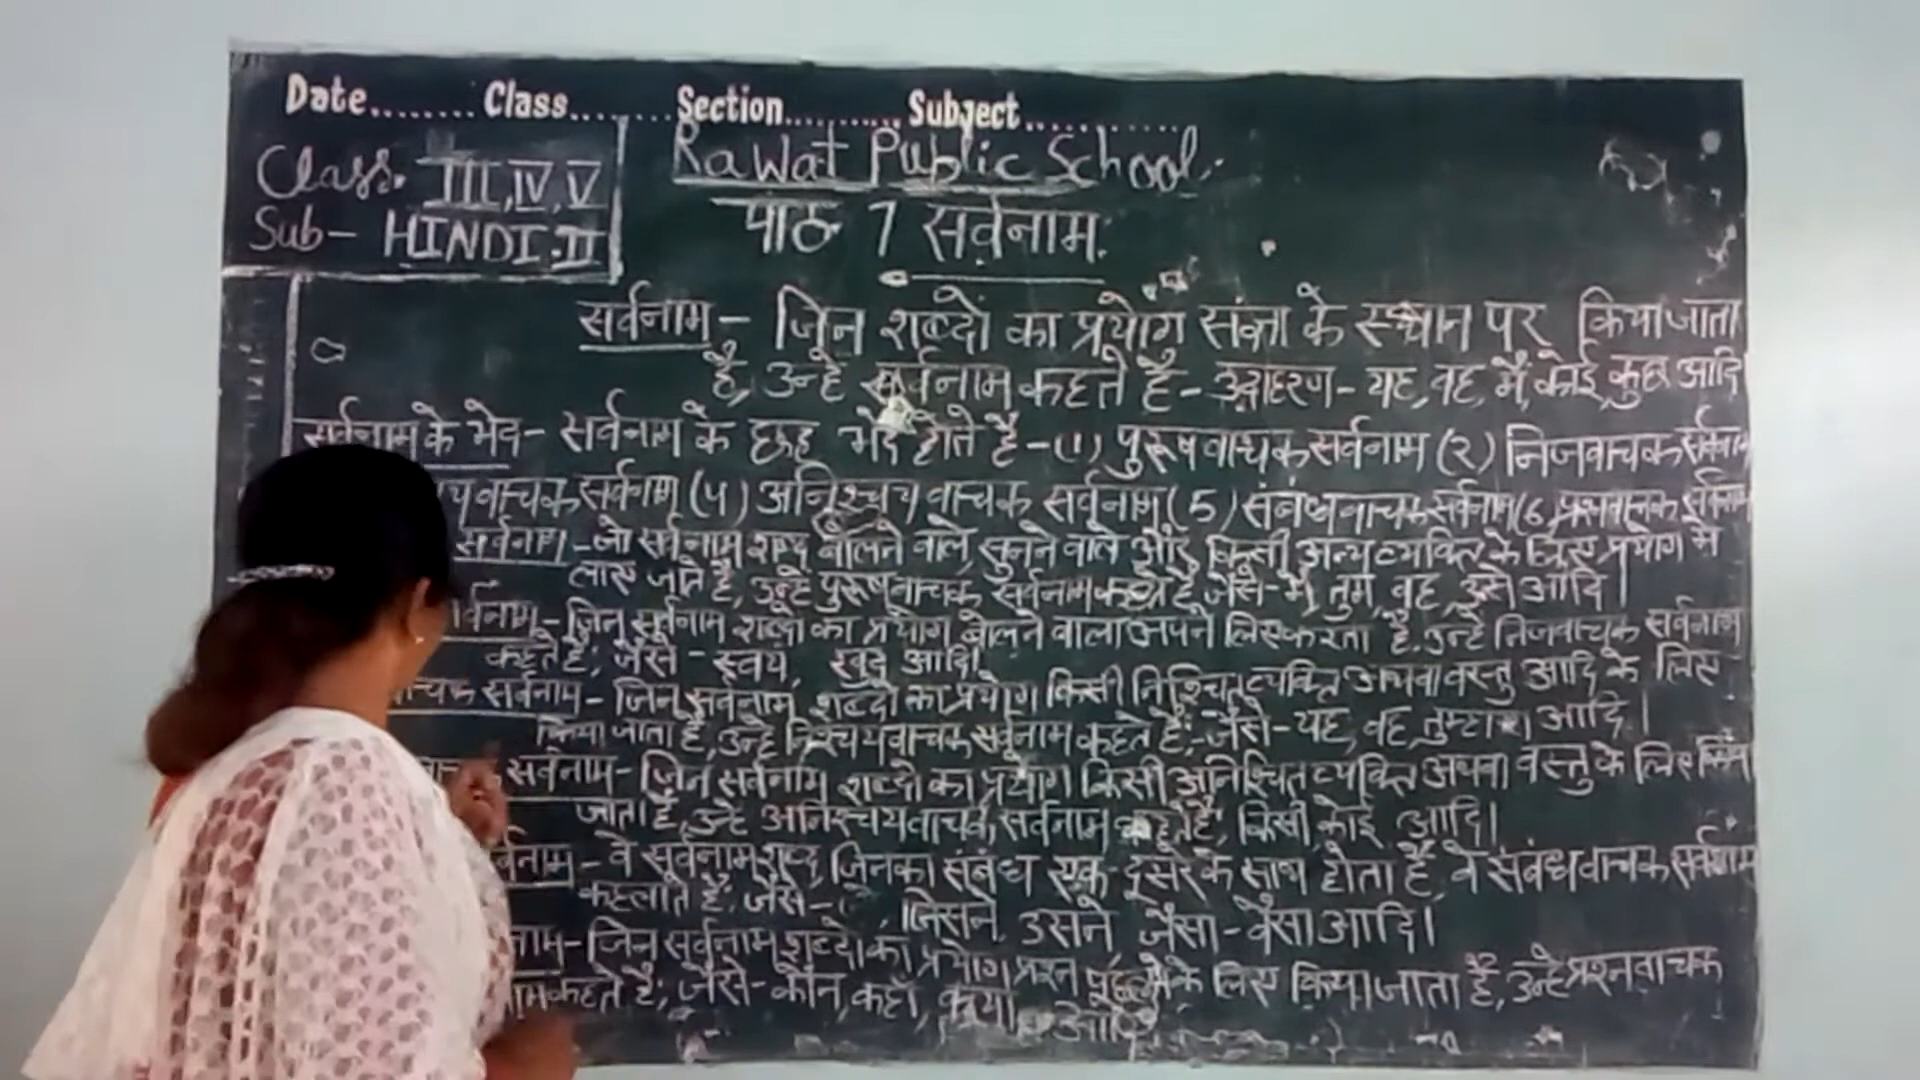 Date........ Class....... Section.......... Subject............
Class. III, IV, V
Sub- HINDI.II
Rawat Public School.
पाठ 7 सर्वनाम
सर्वनाम - जिन शब्दों का प्रयोग संज्ञा के स्थान पर किया जाता
है, उन्हे सर्वनाम कहते है - उदाहरण - यह, वह, मैं, कोई, कुछ आदि
सर्वनाम के भेद - सर्वनाम के छह भेद होते है - (1) पुरूषवाचक सर्वनाम (२) निजवाचक सर्वनाम
यवाचक सर्वनाम (4) अनिश्चयवाचक सर्वनाम (5) संबंधवाचक सर्वनाम (6) प्रश्नवाचक सर्वनाम
सर्वनाम - जो सर्वनाम शब्द बोलने वाले, सुनने वाले और किसी अन्य व्यक्ति के लिए प्रयोग मे
लाए जाते है, उन्हे पुरूषवाचक सर्वनाम कहते है जैसे - मैं, तुम, वह, आदि।
र्वनाम - जिन सर्वनाम शब्दो का प्रयोग बोलने वाला अपने लिए करता है. उन्हे निजवाचक सर्वनाम
कहते है; जैसे - स्वयं, खुद आदि।
वाचक सर्वनाम - जिन सर्वनाम शब्दो का प्रयोग किसी निश्चित व्यक्ति अथवा वस्तु आदि के लिए
किया जाता है, उन्हे निश्चयवाचक सर्वनाम कहते है;- जैसे - यह, वह, तुम्हारा आदि।
सर्वनाम - जिन सर्वनाम शब्दो का प्रयोग किसी अनिश्चित व्यक्ति अथवा वस्तु के लिए किया
जाता है, उन्हे अनिश्चयवाचक सर्वनाम कहते है, किसी कोई आदि।
र्वनाम - वे सर्वनाम शब्द, जिनका संबंध एक-दूसरे के साथ होता है वे संबंधवाचक सर्वनाम
कहलाते है; जैसे - जिसने उसने, जैसा - वैसा आदि।
नाम - जिन सर्वनाम शब्दो का प्रयोग प्रश्न पूछने के लिए किया जाता है, उन्हे प्रश्नवाचक
नाम कहते है; जैसे - कौन, कहाँ, क्या आदि